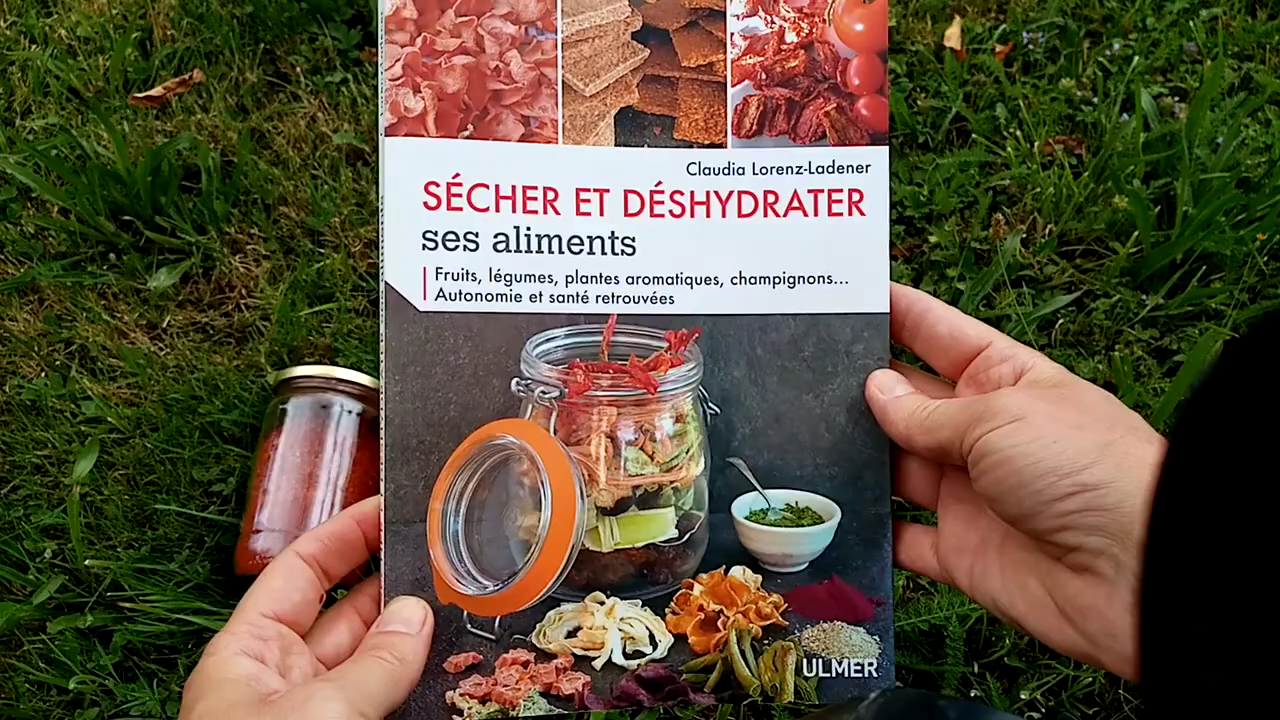 Claudia Lorenz-Ladener
SÉCHER ET DÉSHYDRATER
ses aliments
Fruits, légumes, plantes aromatiques, champignons...
Autonomie et santé retrouvées
ULMER